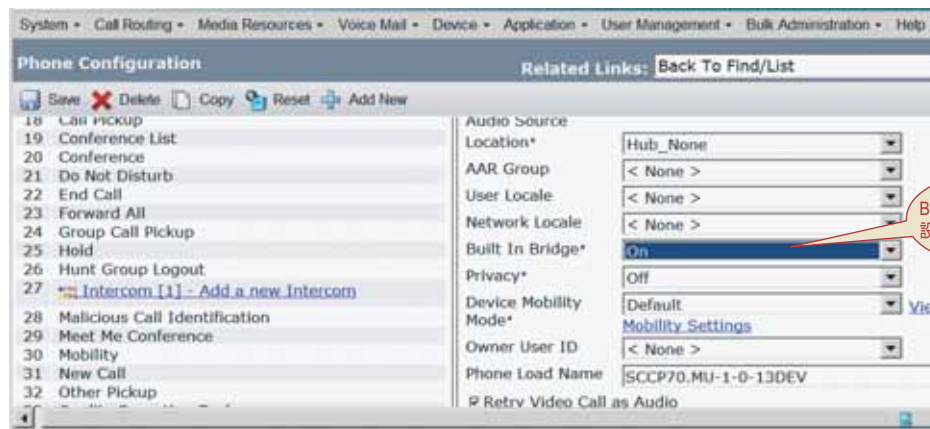 System Call Routing Media Resources Voice Mail Device Application User Management Bulk Administration Help
Phone Configuration Related Links: Back To Find/List
Save Delete Copy Reset Add New
18 Call Pickup
19 Conference List
20 Conference
21 Do Not Disturb
22 End Call
23 Forward All
24 Group Call Pickup
25 Hold
26 Hunt Group Logout
27 Intercom [1] - Add a new Intercom
28 Malicious Call Identification
29 Meet Me Conference
30 Mobility
31 New Call
32 Other Pickup
Audio Source
Location* Hub_None
AAR Group < None >
User Locale < None >
Network Locale < None >
Built In Bridge* On
Privacy* Off
Device Mobility
Mode* Default
Mobility Settings
Owner User ID < None >
Phone Load Name SCCP70.MU-1-0-13DEV
Retry Video Call as Audio